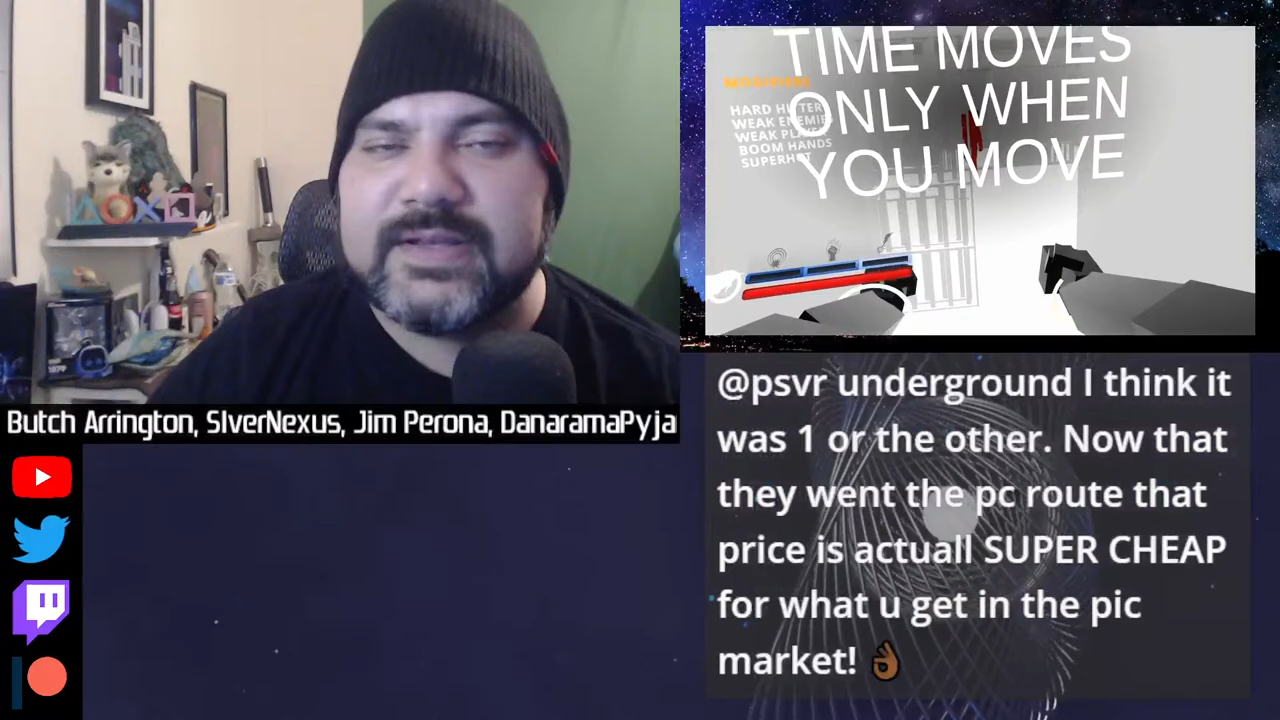 TIME MOVES
ONLY WHEN
YOU MOVE
HARD HITTER
WEAK ENEMIES
WEAK PLAYER
BOOM HANDS
SUPERHOT
Butch Arrington, SlverNexus, Jim Perona, DanaramaPyja
@psvr underground I think it
was 1 or the other. Now that
they went the pc route that
price is actuall SUPER CHEAP
for what u get in the pic
market! 👌🏾